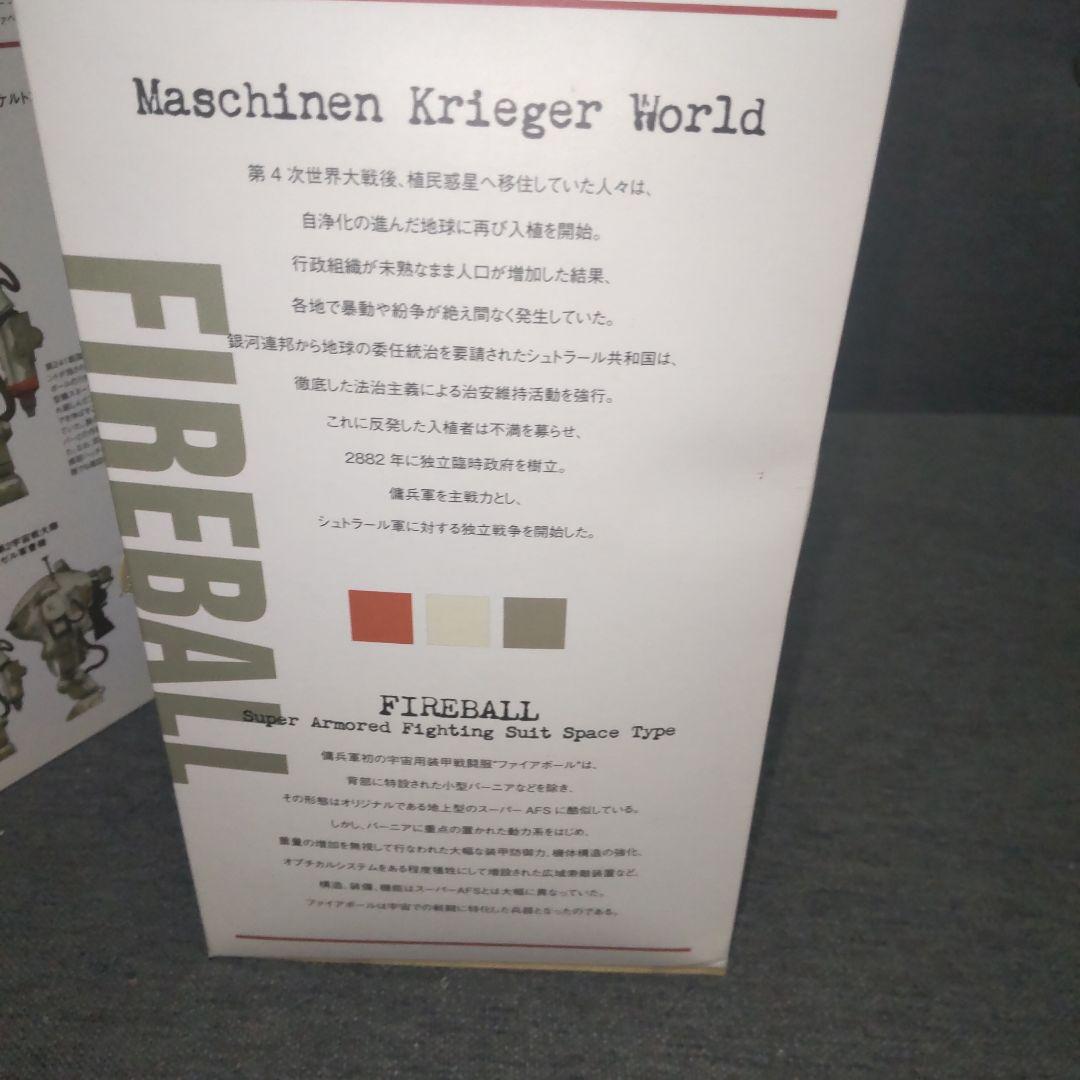 Maschinen Krieger World
第4次世界大戦後、植民惑星へ移住していた人々は、
自浄化の進んだ地球に再び入植を開始。
行政組織が未熟なまま人口が増加した結果、
各地で暴動や紛争が絶え間なく発生していた。
銀河連邦から地球の委任統治を要請されたシュトラール共和国は、
徹底した法治主義による治安維持活動を強行。
これに反発した入植者は不満を募らせ、
2882年に独立臨時政府を樹立。
傭兵軍を主戦力とし、
シュトラール軍に対する独立戦争を開始した。
FIREBALL
FIREBALL
Super Armored Fighting Suit Space Type
傭兵軍初の宇宙用装甲戦闘服"ファイアボール"は、
背部に特設された小型バーニアなどを除き、
その形態はオリジナルである地上型のスーパーAFSに酷似している。
しかし、バーニアに重点の置かれた動力系をはじめ、
重量の増加を無視して行なわれた大幅な装甲防御力、機体構造の強化、
オプチカルシステムをある程度犠牲にして増設された広域索敵装置など、
構造、装備、機能はスーパーAFSとは大幅に異なっていた。
ファイアボールは宇宙での戦闘に特化した兵器となったのである。